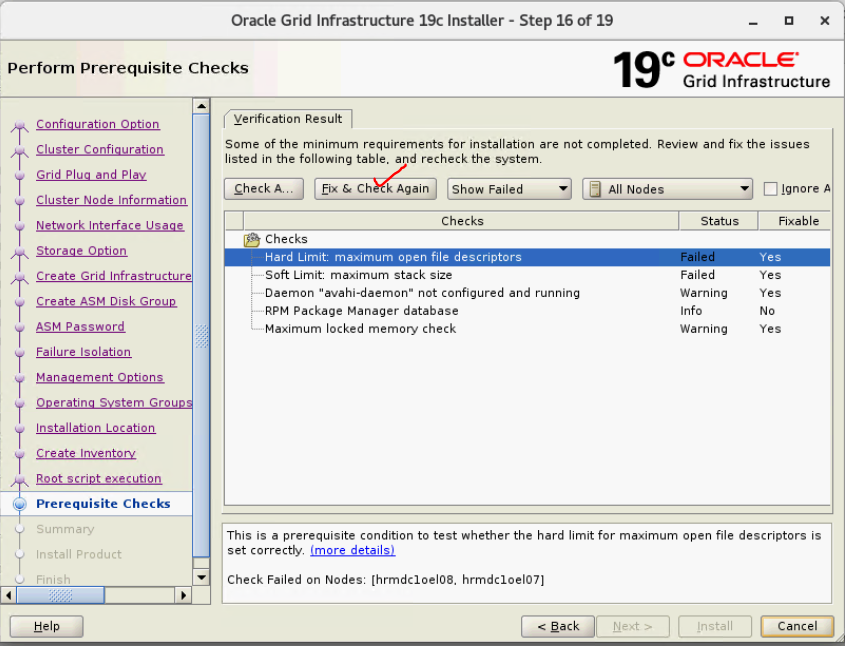 Oracle Grid Infrastructure 19c Installer - Step 16 of 19
Perform Prerequisite Checks
19c ORACLE
Grid Infrastructure
Configuration Option
Cluster Configuration
Grid Plug and Play
Cluster Node Information
Network Interface Usage
Storage Option
Create Grid Infrastructure
Create ASM Disk Group
ASM Password
Failure Isolation
Management Options
Operating System Groups
Installation Location
Create Inventory
Root script execution
Prerequisite Checks
Summary
Install Product
Finish
Verification Result
Some of the minimum requirements for installation are not completed. Review and fix the issues
listed in the following table, and recheck the system.
Check A... Fix & Check Again Show Failed All Nodes Ignore A
Checks Status Fixable
Checks
Hard Limit: maximum open file descriptors Failed Yes
Soft Limit: maximum stack size Failed Yes
Daemon "avahi-daemon" not configured and running Warning Yes
RPM Package Manager database Info No
Maximum locked memory check Warning Yes
This is a prerequisite condition to test whether the hard limit for maximum open file descriptors is
set correctly. (more details)
Check Failed on Nodes: [hrmdc1oel08, hrmdc1oel07]
Help < Back Next > Install Cancel